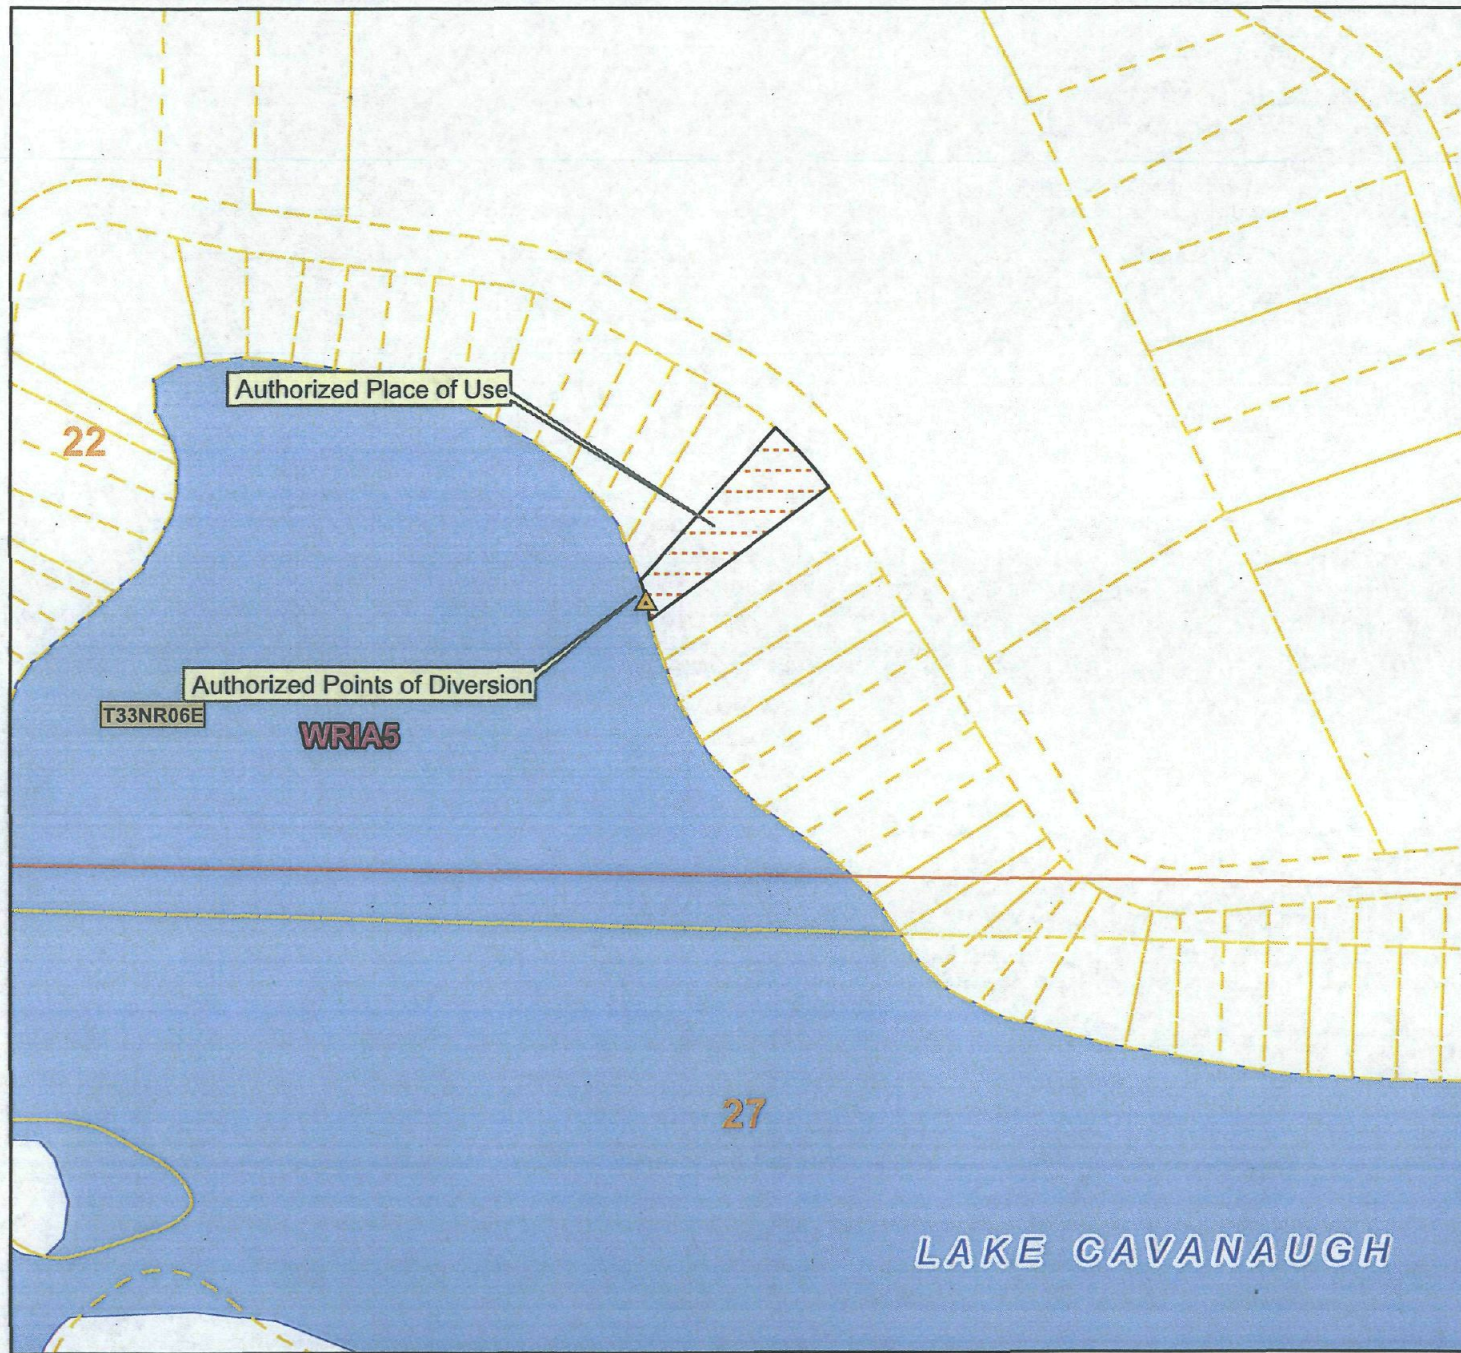 Authorized Place of Use
22
Authorized Points of Diversion
T33NR06E
WRIA5
27
LAKE CAVANAUGH